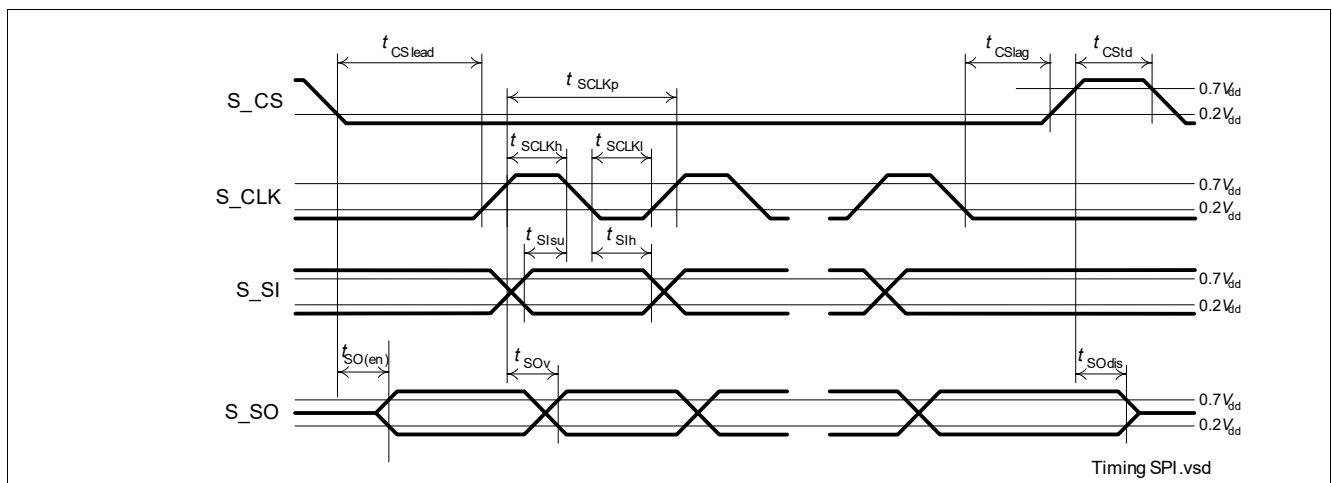 t CSlead
t CSlag
t CStd
t SCLKp
0.7Vdd
S_CS
0.2Vdd
t SCLKh
t SCLKl
0.7Vdd
S_CLK
0.2Vdd
t SIsu
t SIh
0.7Vdd
S_SI
0.2Vdd
t SO(en)
t SOv
t SOdis
0.7Vdd
S_SO
0.2Vdd
Timing SPI.vsd